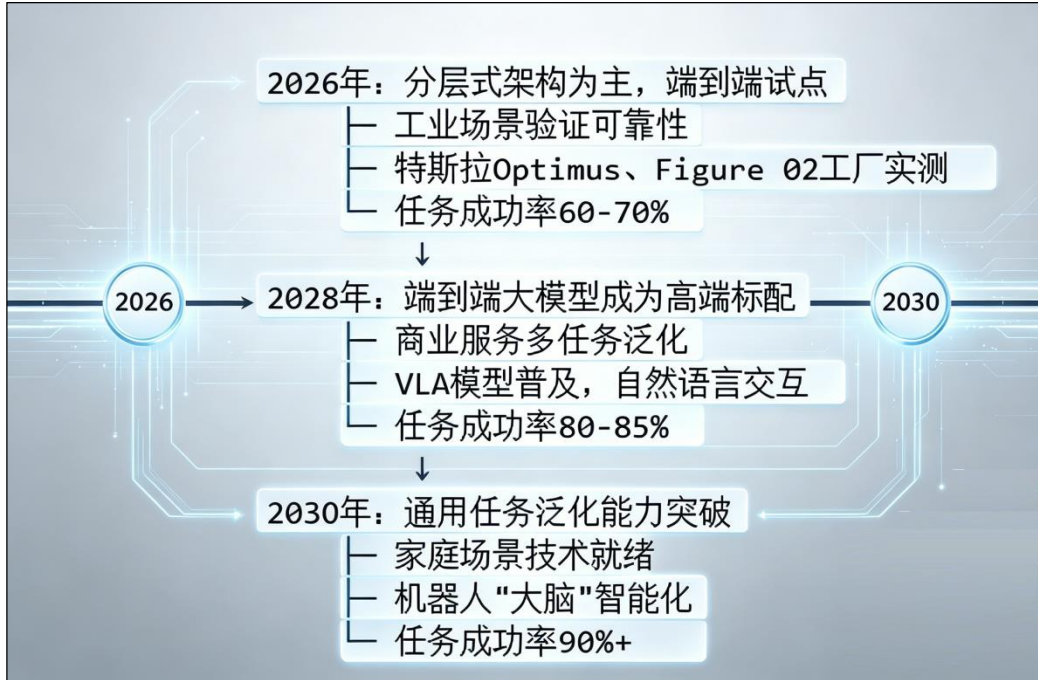 2026年：分层式架构为主，端到端试点
├─ 工业场景验证可靠性
├─ 特斯拉Optimus、Figure 02工厂实测
└─ 任务成功率60-70%
↓
2026
2028年：端到端大模型成为高端标配
2030
├─ 商业服务多任务泛化
├─ VLA模型普及，自然语言交互
└─ 任务成功率80-85%
↓
2030年：通用任务泛化能力突破
├─ 家庭场景技术就绪
├─ 机器人"大脑"智能化
└─ 任务成功率90%+